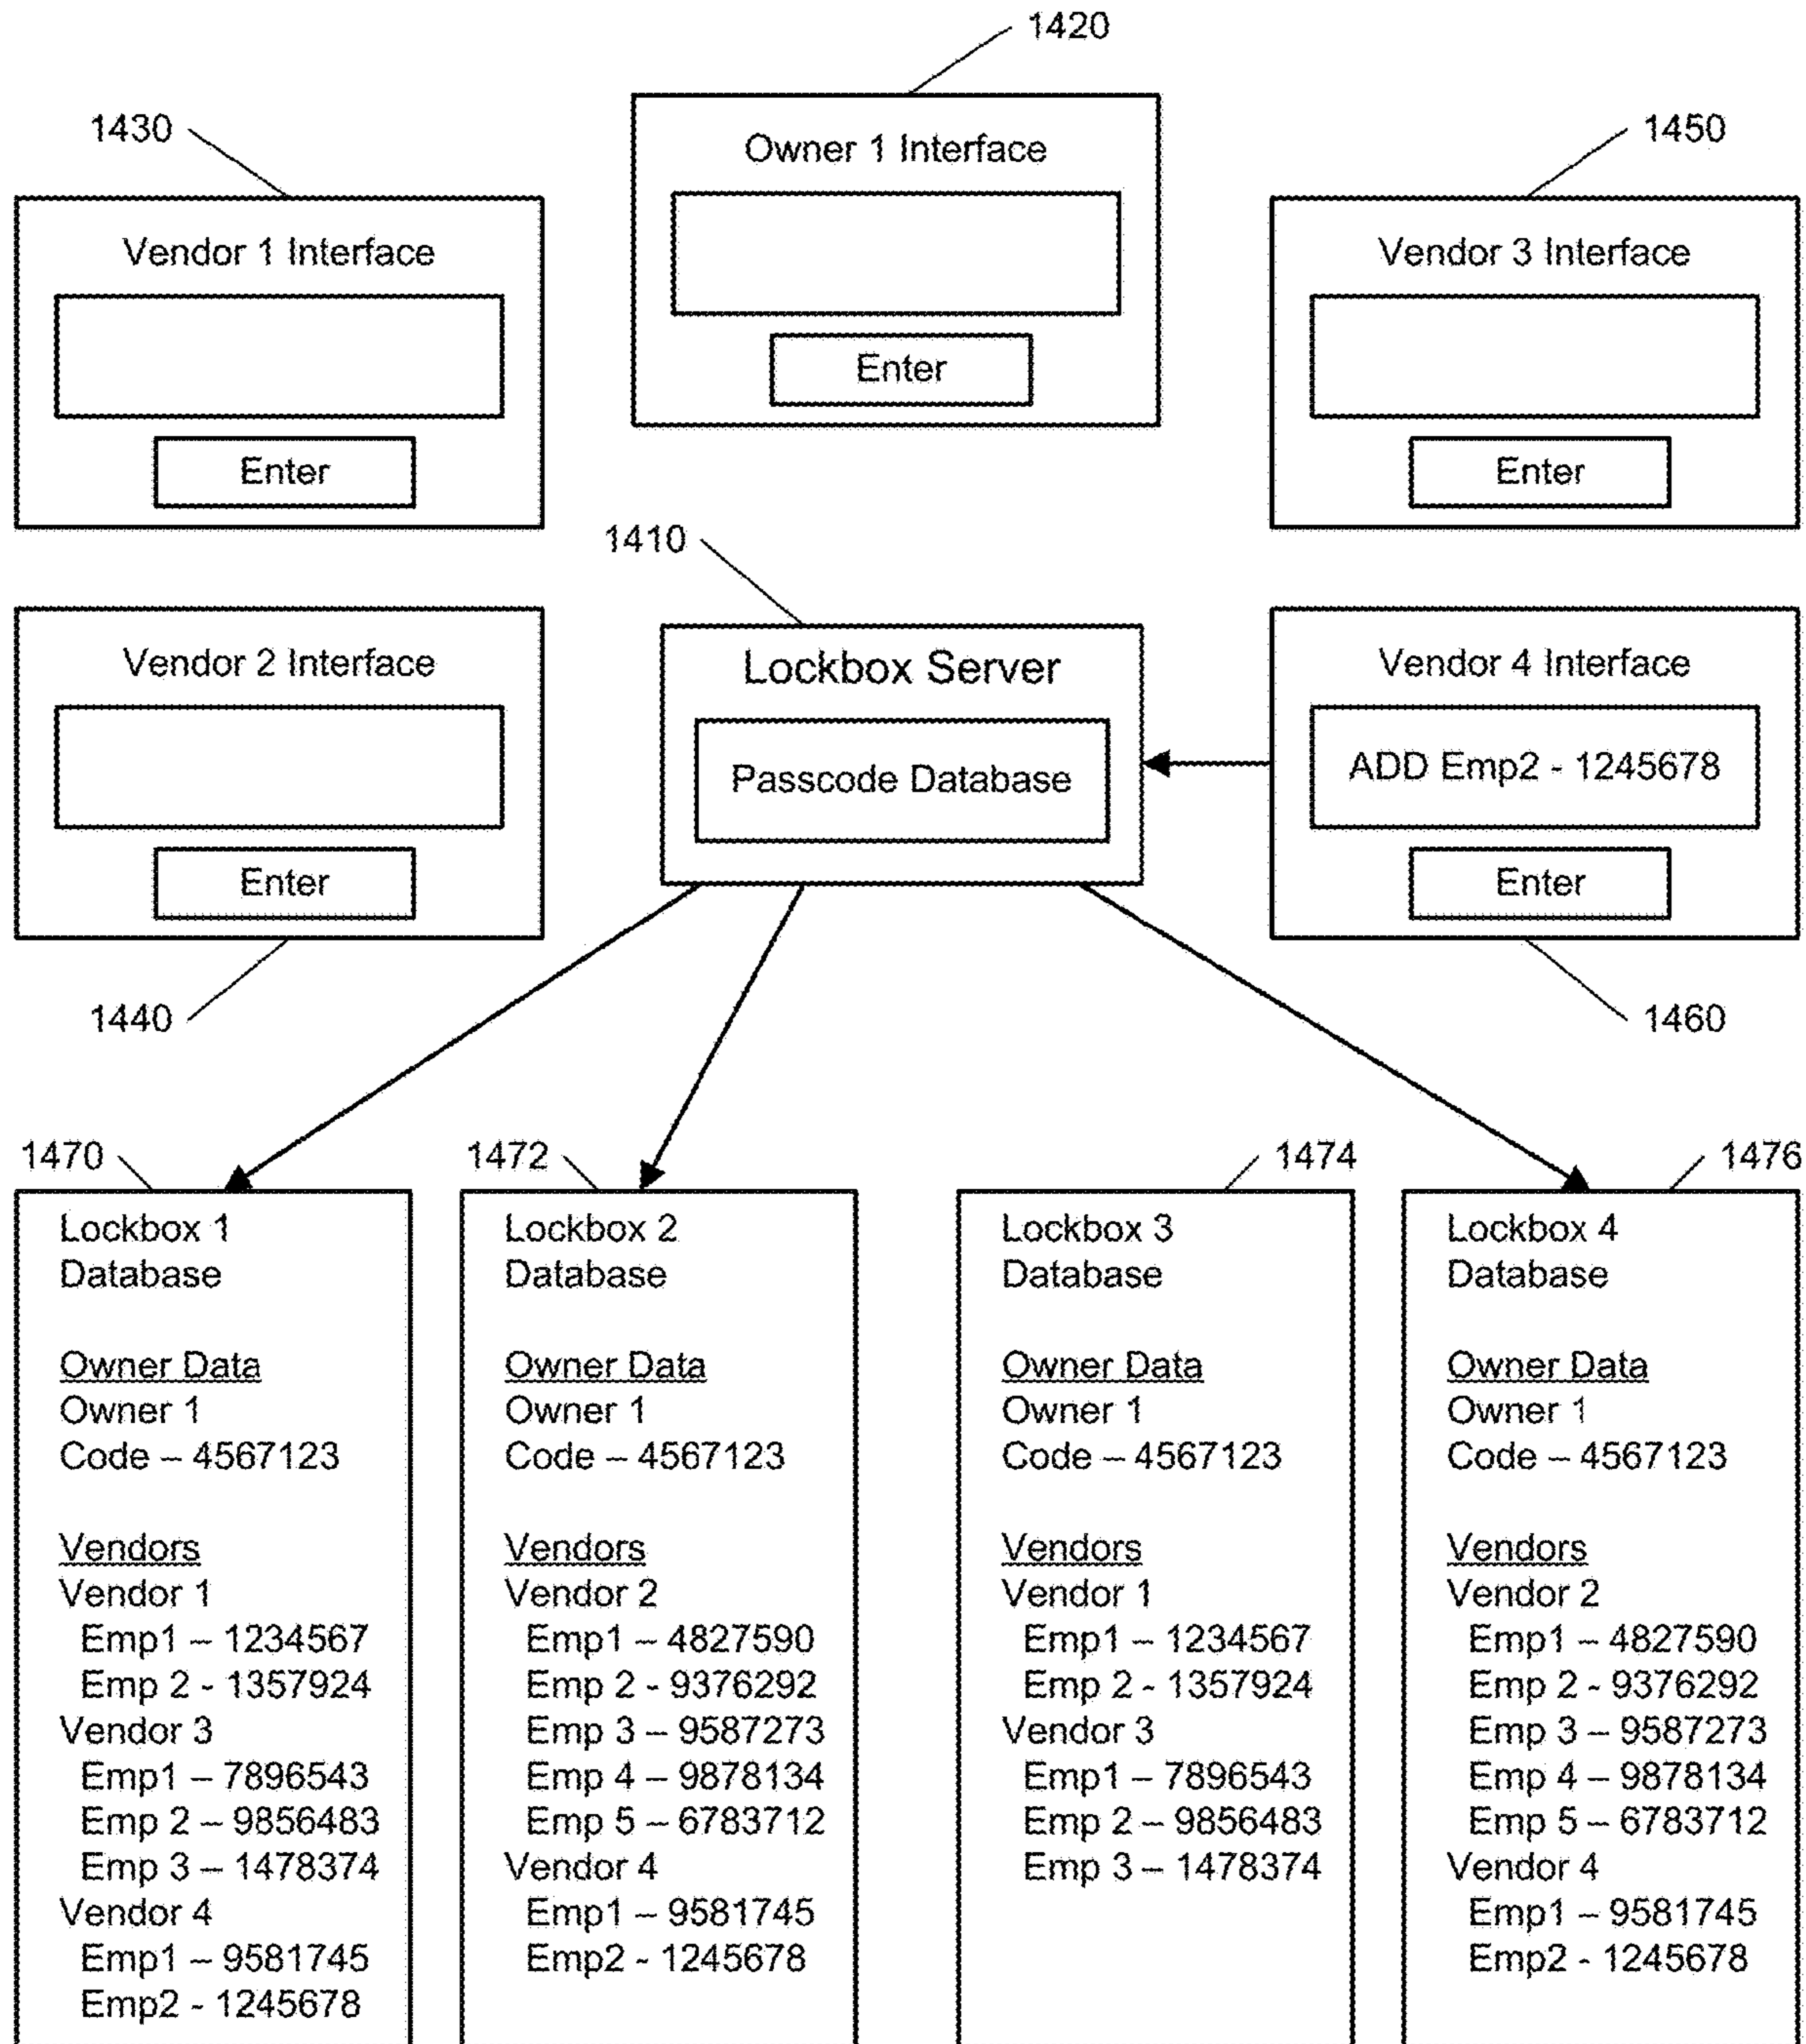 1420
1430
Owner 1 Interface
Enter
1450
Vendor 1 Interface
Enter
Vendor 3 Interface
Enter
1410
Vendor 2 Interface
Enter
1440
Lockbox Server
Passcode Database
Vendor 4 Interface
ADD Emp2 - 1245678
Enter
1460
1470
Lockbox 1
Database
Owner Data
Owner 1
Code – 4567123
Vendors
Vendor 1
Emp1 – 1234567
Emp 2 - 1357924
Vendor 3
Emp1 – 7896543
Emp 2 – 9856483
Emp 3 – 1478374
Vendor 4
Emp1 – 9581745
Emp2 - 1245678
1472
Lockbox 2
Database
Owner Data
Owner 1
Code – 4567123
Vendors
Vendor 2
Emp1 – 4827590
Emp 2 - 9376292
Emp 3 – 9587273
Emp 4 – 9878134
Emp 5 – 6783712
Vendor 4
Emp1 – 9581745
Emp2 - 1245678
1474
Lockbox 3
Database
Owner Data
Owner 1
Code – 4567123
Vendors
Vendor 1
Emp1 – 1234567
Emp 2 - 1357924
Vendor 3
Emp1 – 7896543
Emp 2 – 9856483
Emp 3 – 1478374
1476
Lockbox 4
Database
Owner Data
Owner 1
Code – 4567123
Vendors
Vendor 2
Emp1 – 4827590
Emp 2 - 9376292
Emp 3 – 9587273
Emp 4 – 9878134
Emp 5 – 6783712
Vendor 4
Emp1 – 9581745
Emp2 - 1245678